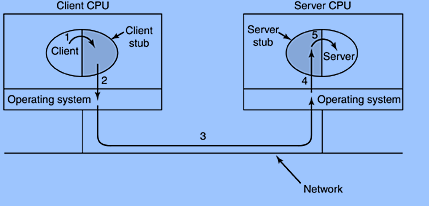 Client CPU
Server CPU
1
Client
Client
stub
2
Operating system
Server
stub
5
Server
4
Operating system
3
Network